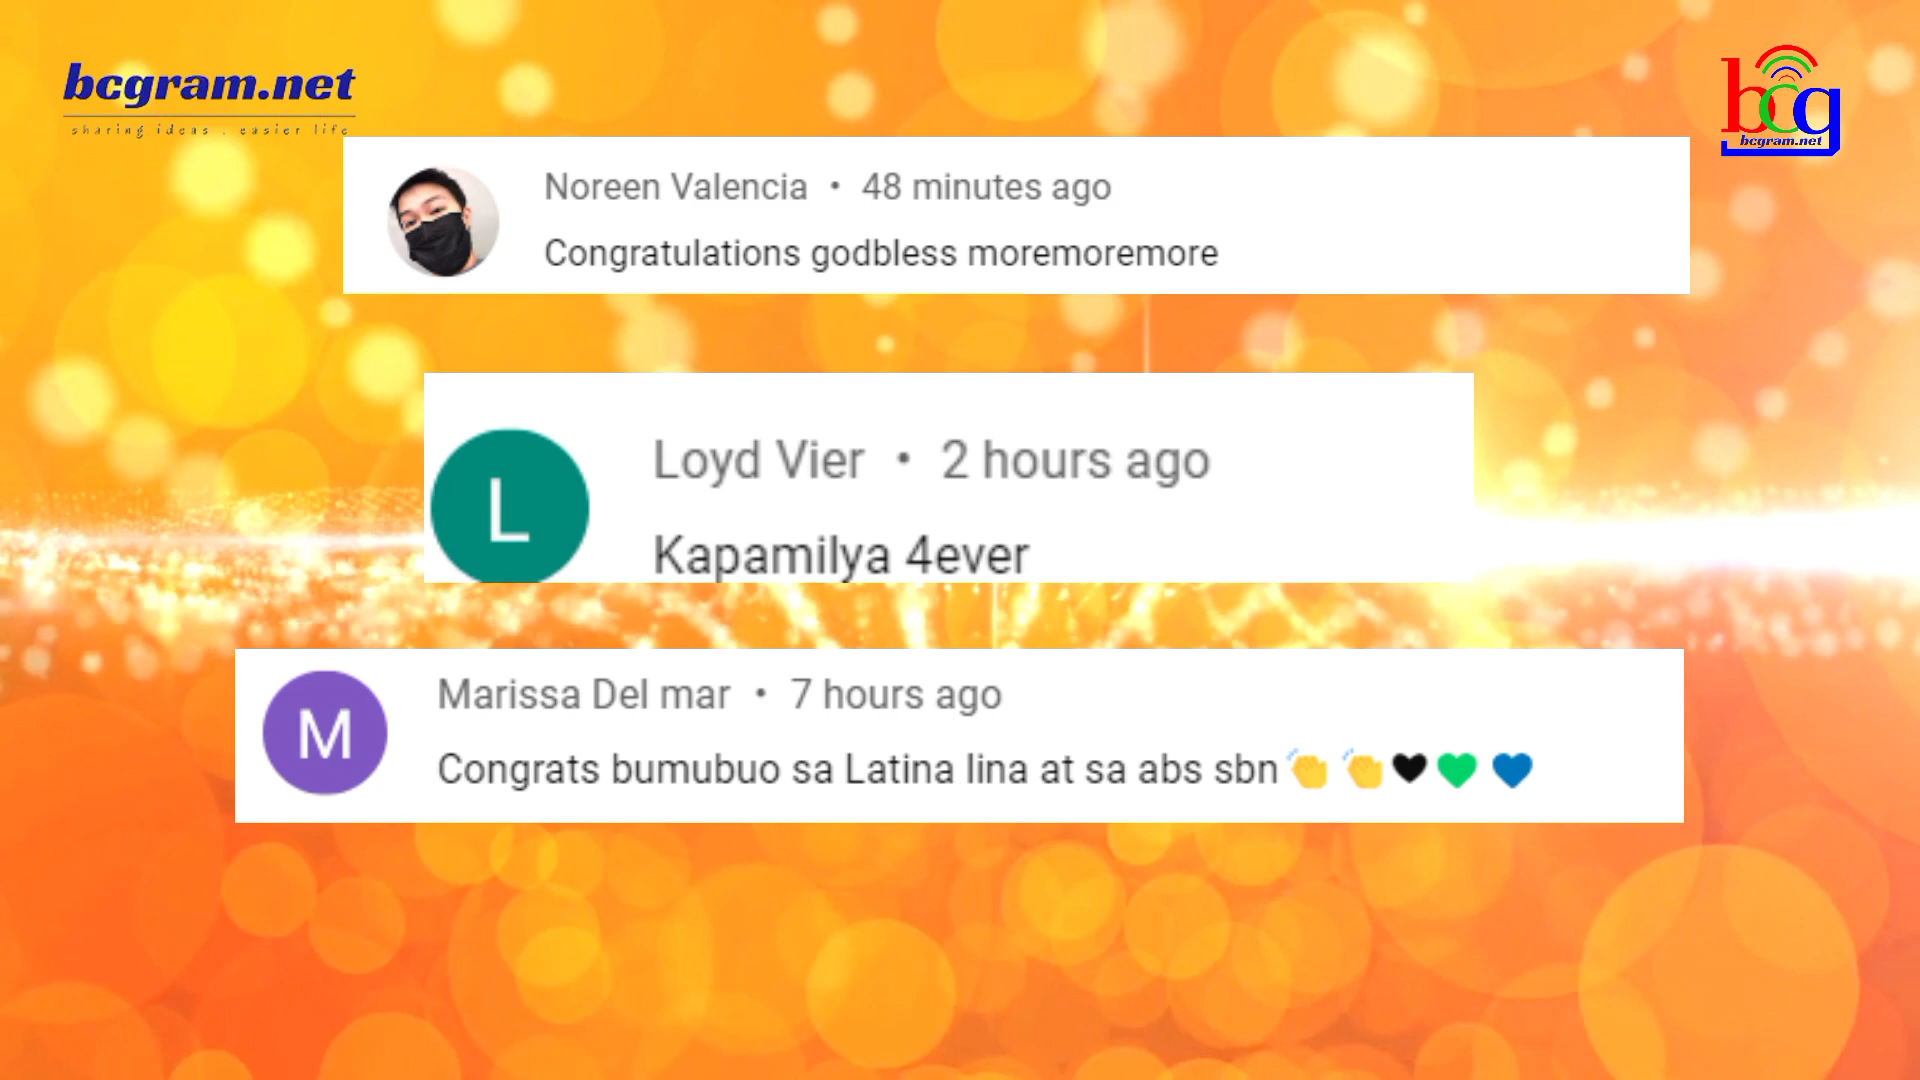 bcgram.net
sharing ideas . easier life
bcg
bcgram.net
Noreen Valencia • 48 minutes ago
Congratulations godbless moremoremore
L
Loyd Vier • 2 hours ago
Kapamilya 4ever
M
Marissa Del mar • 7 hours ago
Congrats bumubuo sa Latina lina at sa abs sbn 👏 👏 🖤 💚 💙